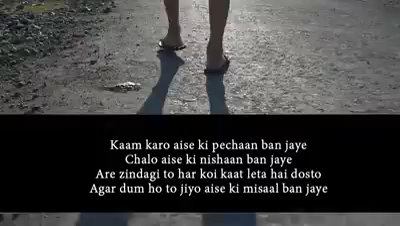 Kaam karo aise ki pechaan ban jaye
Chalo aise ki nishaan ban jaye
Are zindagi to har koi kaat leta hai dosto
Agar dum ho to jiyo aise ki misaal ban jaye